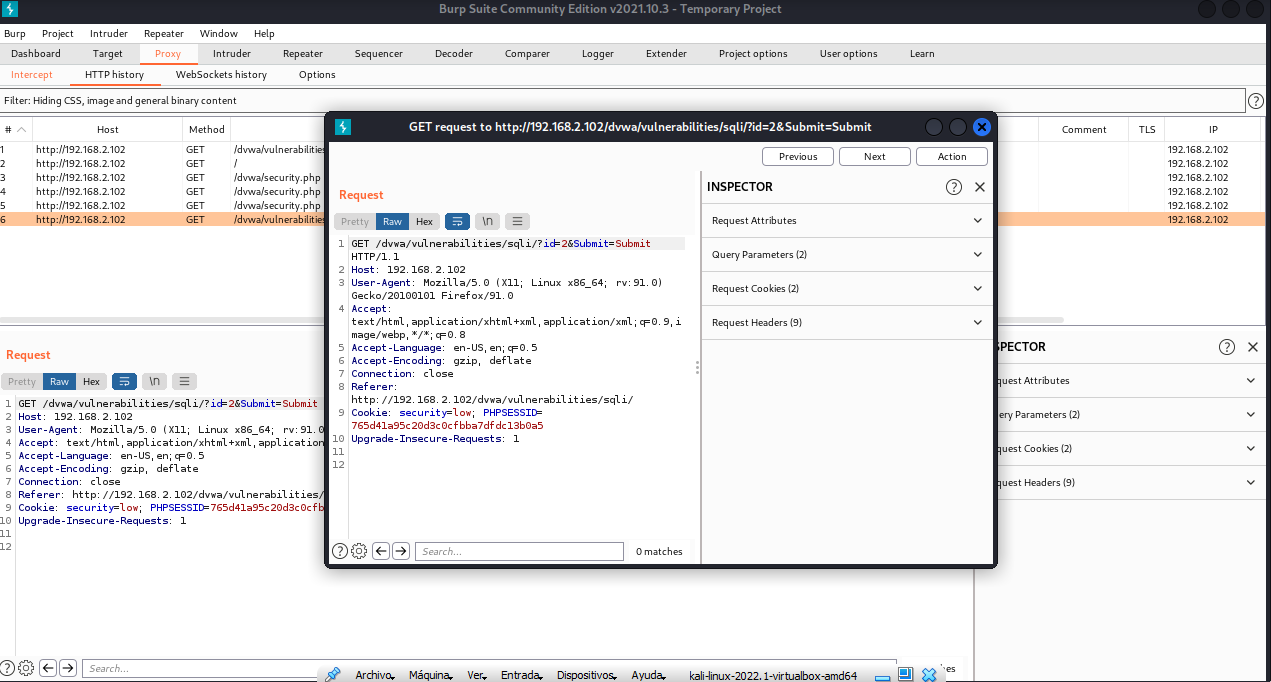 Burp Suite Community Edition v2021.10.3 - Temporary Project
Burp Project Intruder Repeater Window Help
Dashboard Target Proxy Intruder Repeater Sequencer Decoder Comparer Logger Extender Project options User options Learn
Intercept HTTP history WebSockets history Options
Filter: Hiding CSS, image and general binary content
# Host Method Comment TLS IP
1 http://192.168.2.102 GET /dvwa/vulnerabilities 192.168.2.102
2 http://192.168.2.102 GET / 192.168.2.102
3 http://192.168.2.102 GET /dvwa/security.php 192.168.2.102
4 http://192.168.2.102 GET /dvwa/security.php 192.168.2.102
5 http://192.168.2.102 GET /dvwa/security.php 192.168.2.102
6 http://192.168.2.102 GET /dvwa/vulnerabilities 192.168.2.102
GET request to http://192.168.2.102/dvwa/vulnerabilities/sqli/?id=2&Submit=Submit
Previous Next Action
Request
Pretty Raw Hex \n
1 GET /dvwa/vulnerabilities/sqli/?id=2&Submit=Submit
HTTP/1.1
2 Host: 192.168.2.102
3 User-Agent: Mozilla/5.0 (X11; Linux x86_64; rv:91.0)
Gecko/20100101 Firefox/91.0
4 Accept:
text/html,application/xhtml+xml,application/xml;q=0.9,i
mage/webp,*/*;q=0.8
5 Accept-Language: en-US,en;q=0.5
6 Accept-Encoding: gzip, deflate
7 Connection: close
8 Referer:
http://192.168.2.102/dvwa/vulnerabilities/sqli/
9 Cookie: security=low; PHPSESSID=
765d41a95c20d3c0cfbba7dfdc13b0a5
10 Upgrade-Insecure-Requests: 1
11
12
Search... 0 matches
INSPECTOR
Request Attributes
Query Parameters (2)
Request Cookies (2)
Request Headers (9)
Request
Pretty Raw Hex \n
1 GET /dvwa/vulnerabilities/sqli/?id=2&Submit=Submit
2 Host: 192.168.2.102
3 User-Agent: Mozilla/5.0 (X11; Linux x86_64; rv:91.0
4 Accept: text/html,application/xhtml+xml,application
5 Accept-Language: en-US,en;q=0.5
6 Accept-Encoding: gzip, deflate
7 Connection: close
8 Referer: http://192.168.2.102/dvwa/vulnerabilities/
9 Cookie: security=low; PHPSESSID=765d41a95c20d3c0cfb
10 Upgrade-Insecure-Requests: 1
11
12
SPECTOR
quest Attributes
ery Parameters (2)
quest Cookies (2)
quest Headers (9)
Search... es
Archivo Máquina Ver Entrada Dispositivos Ayuda kali-linux-2022.1-virtualbox-amd64